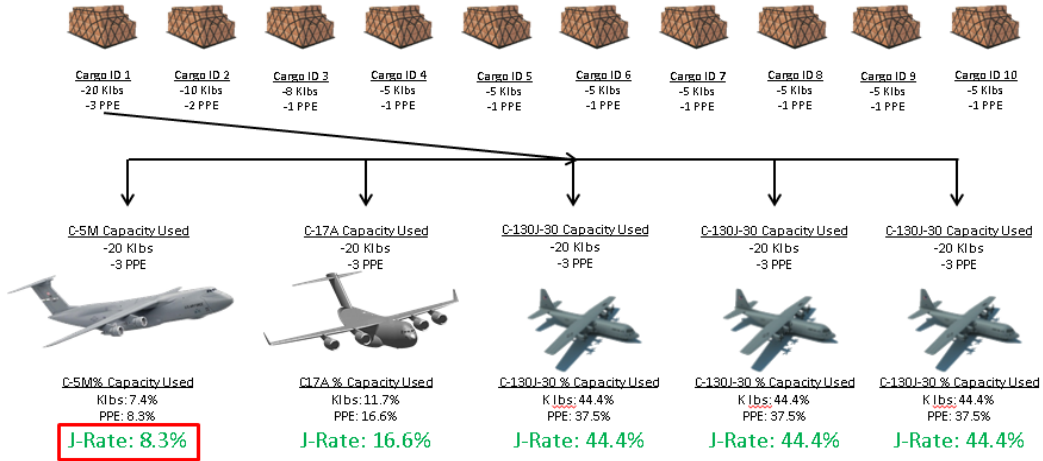 Cargo ID 1
-20 Klbs
-3 PPE
Cargo ID 2
-10 Klbs
-2 PPE
Cargo ID 3
-8 Klbs
-1 PPE
Cargo ID 4
-5 Klbs
-1 PPE
Cargo ID 5
-5 Klbs
-1 PPE
Cargo ID 6
-5 Klbs
-1 PPE
Cargo ID 7
-5 Klbs
-1 PPE
Cargo ID 8
-5 Klbs
-1 PPE
Cargo ID 9
-5 Klbs
-1 PPE
Cargo ID 10
-5 Klbs
-1 PPE
C-5M Capacity Used
-20 Klbs
-3 PPE
C-17A Capacity Used
-20 Klbs
-3 PPE
C-130J-30 Capacity Used
-20 Klbs
-3 PPE
C-130J-30 Capacity Used
-20 Klbs
-3 PPE
C-130J-30 Capacity Used
-20 Klbs
-3 PPE
C-5M% Capacity Used
Klbs: 7.4%
PPE: 8.3%
J-Rate: 8.3%
C17A % Capacity Used
Klbs: 11.7%
PPE: 16.6%
J-Rate: 16.6%
C-130J-30 % Capacity Used
K lbs: 44.4%
PPE: 37.5%
J-Rate: 44.4%
C-130J-30 % Capacity Used
K lbs: 44.4%
PPE: 37.5%
J-Rate: 44.4%
C-130J-30 % Capacity Used
K lbs: 44.4%
PPE: 37.5%
J-Rate: 44.4%